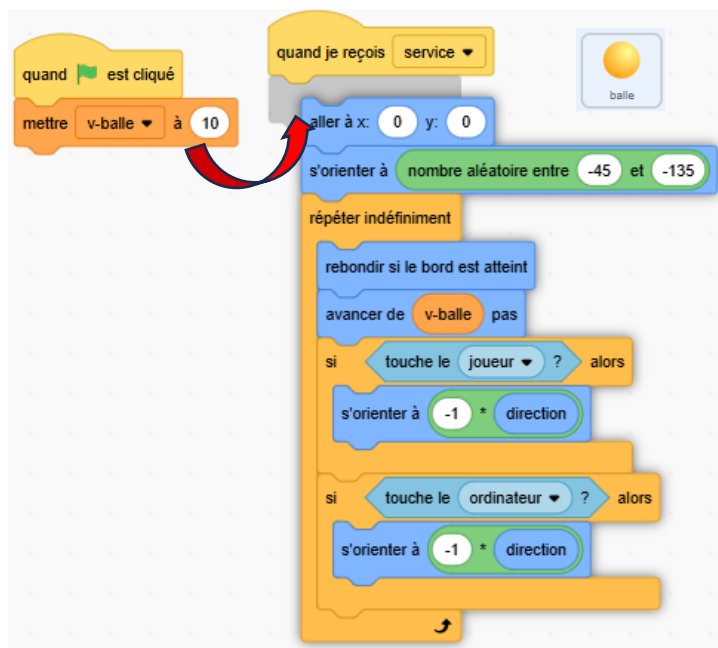 quand est cliqué
mettre v-balle à 10
quand je reçois service
balle
aller à x: 0 y: 0
s'orienter à nombre aléatoire entre -45 et -135
répéter indéfiniment
rebondir si le bord est atteint
avancer de v-balle pas
si touche le joueur ? alors
s'orienter à -1 * direction
si touche le ordinateur ? alors
s'orienter à -1 * direction